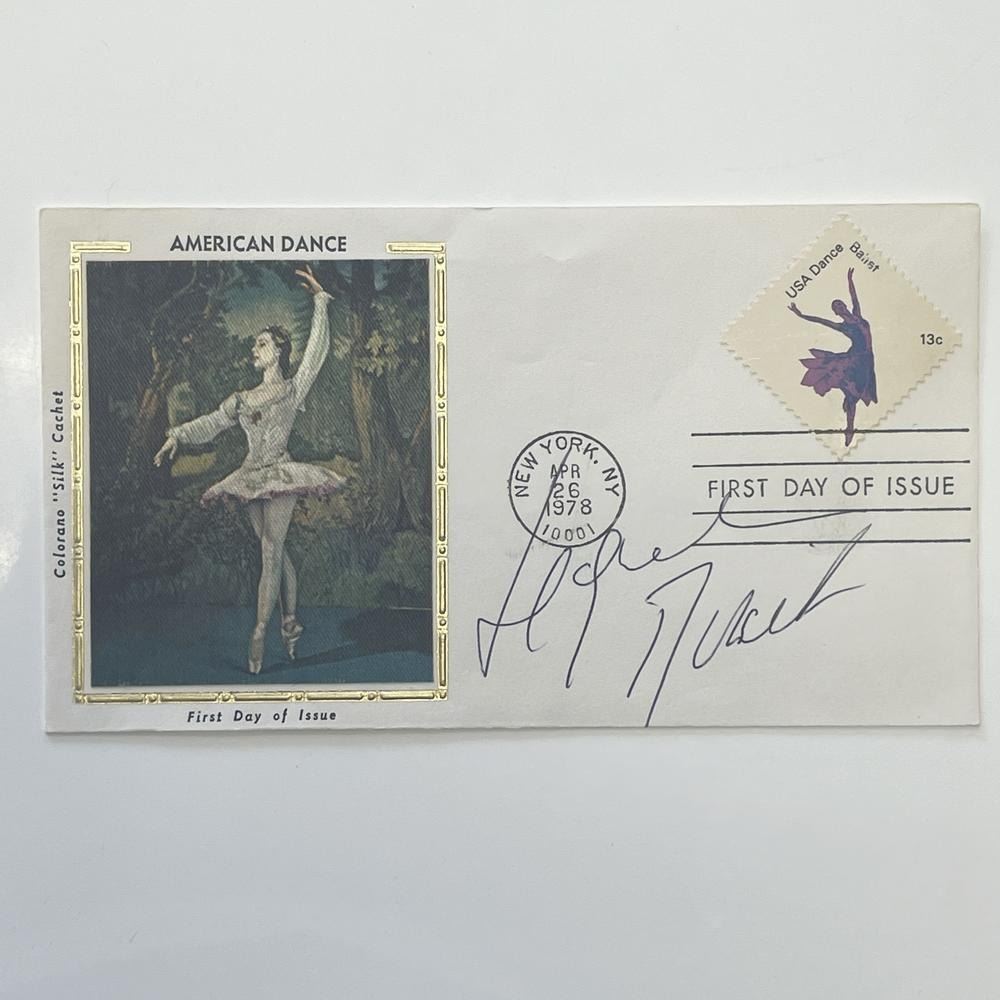 AMERICAN DANCE
Colorano "Silk" Cachet
First Day of Issue
USA Dance Ballet
13c
NEW YORK, NY
APR
26
1978
10001
FIRST DAY OF ISSUE